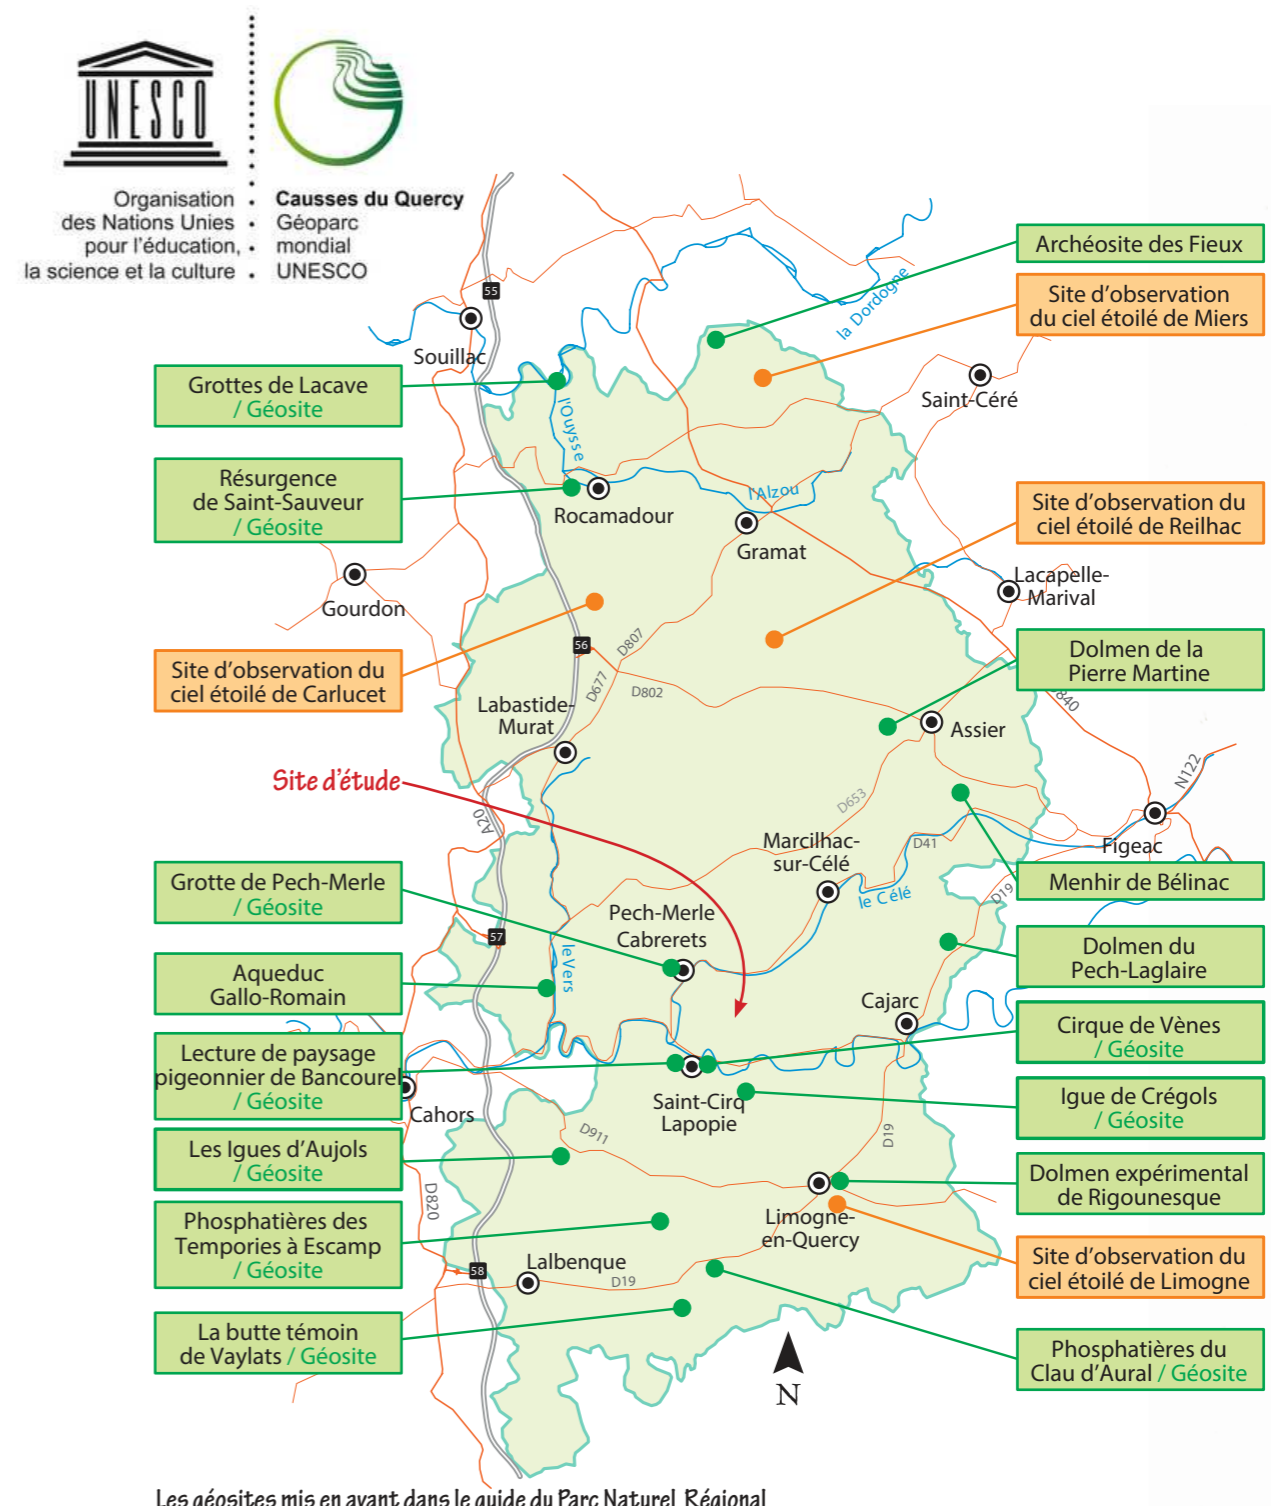 UNESCO
Organisation
des Nations Unies
pour l'éducation,
la science et la culture
Causses du Quercy
Géoparc
mondial
UNESCO
Archéosite des Fieux
Site d'observation
du ciel étoilé de Miers
la Dordogne
55
Souillac
Saint-Céré
Grottes de Lacave
/ Géosite
l'Ouysse
Résurgence
de Saint-Sauveur
/ Géosite
Rocamadour
l'Alzou
Gramat
Site d'observation du
ciel étoilé de Reilhac
Gourdon
Lacapelle-
Marival
56
D807
Site d'observation du
ciel étoilé de Carlucet
D677
D802
Dolmen de la
Pierre Martine
D840
Labastide-
Murat
Assier
Site d'étude
A20
D653
N122
Marcilhac-
sur-Célé
D41
Figeac
le Célé
D19
Grotte de Pech-Merle
/ Géosite
Menhir de Bélinac
Pech-Merle
Cabrerets
57
le Vers
Dolmen du
Pech-Laglaire
Aqueduc
Gallo-Romain
Cajarc
Cirque de Vènes
/ Géosite
Lecture de paysage
pigeonnier de Bancourel
/ Géosite
Cahors
Saint-Cirq
Lapopie
Igue de Crégols
/ Géosite
D911
D19
Les Igues d'Aujols
/ Géosite
Dolmen expérimental
de Rigounesque
D820
Limogne-
en-Quercy
Phosphatières des
Tempories à Escamp
/ Géosite
Site d'observation du
ciel étoilé de Limogne
58
Lalbenque
D19
La butte témoin
de Vaylats / Géosite
Phosphatières du
Clau d'Aural / Géosite
N
Les géosites mis en avant dans le guide du Parc Naturel Régional